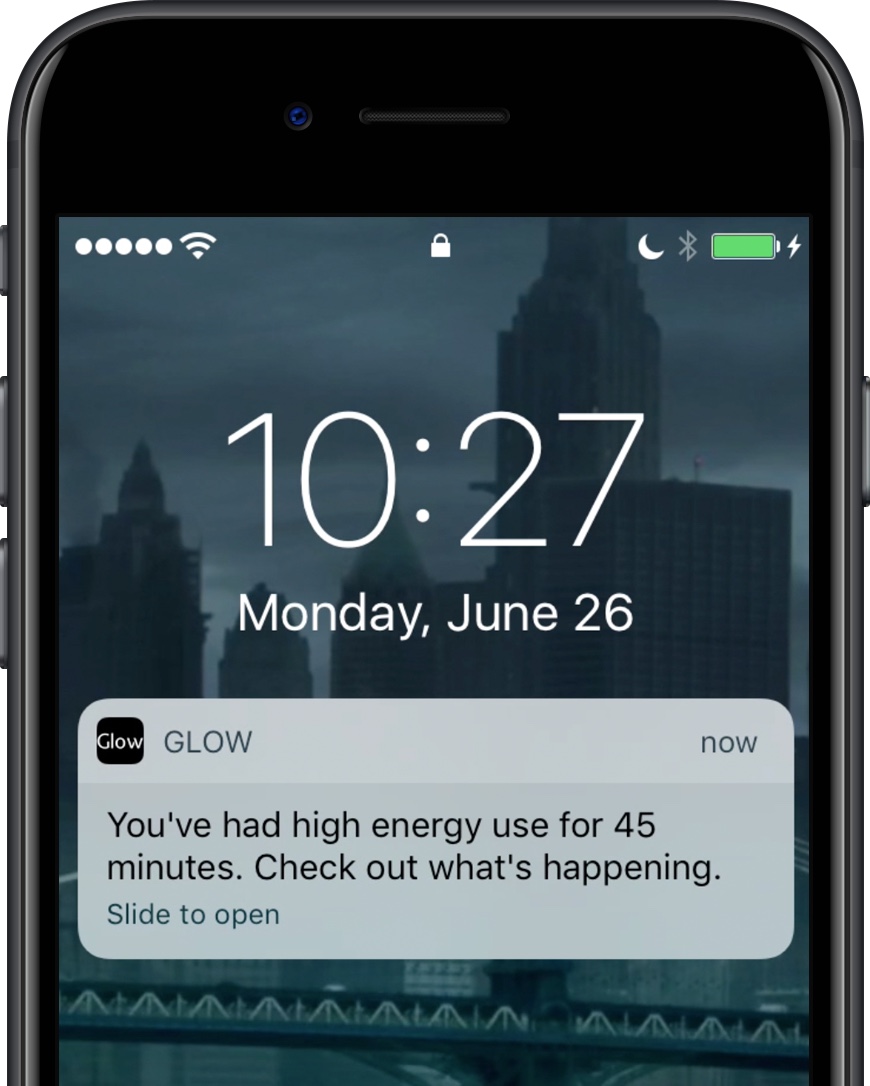 10:27
Monday, June 26
Glow GLOW now
You've had high energy use for 45
minutes. Check out what's happening.
Slide to open